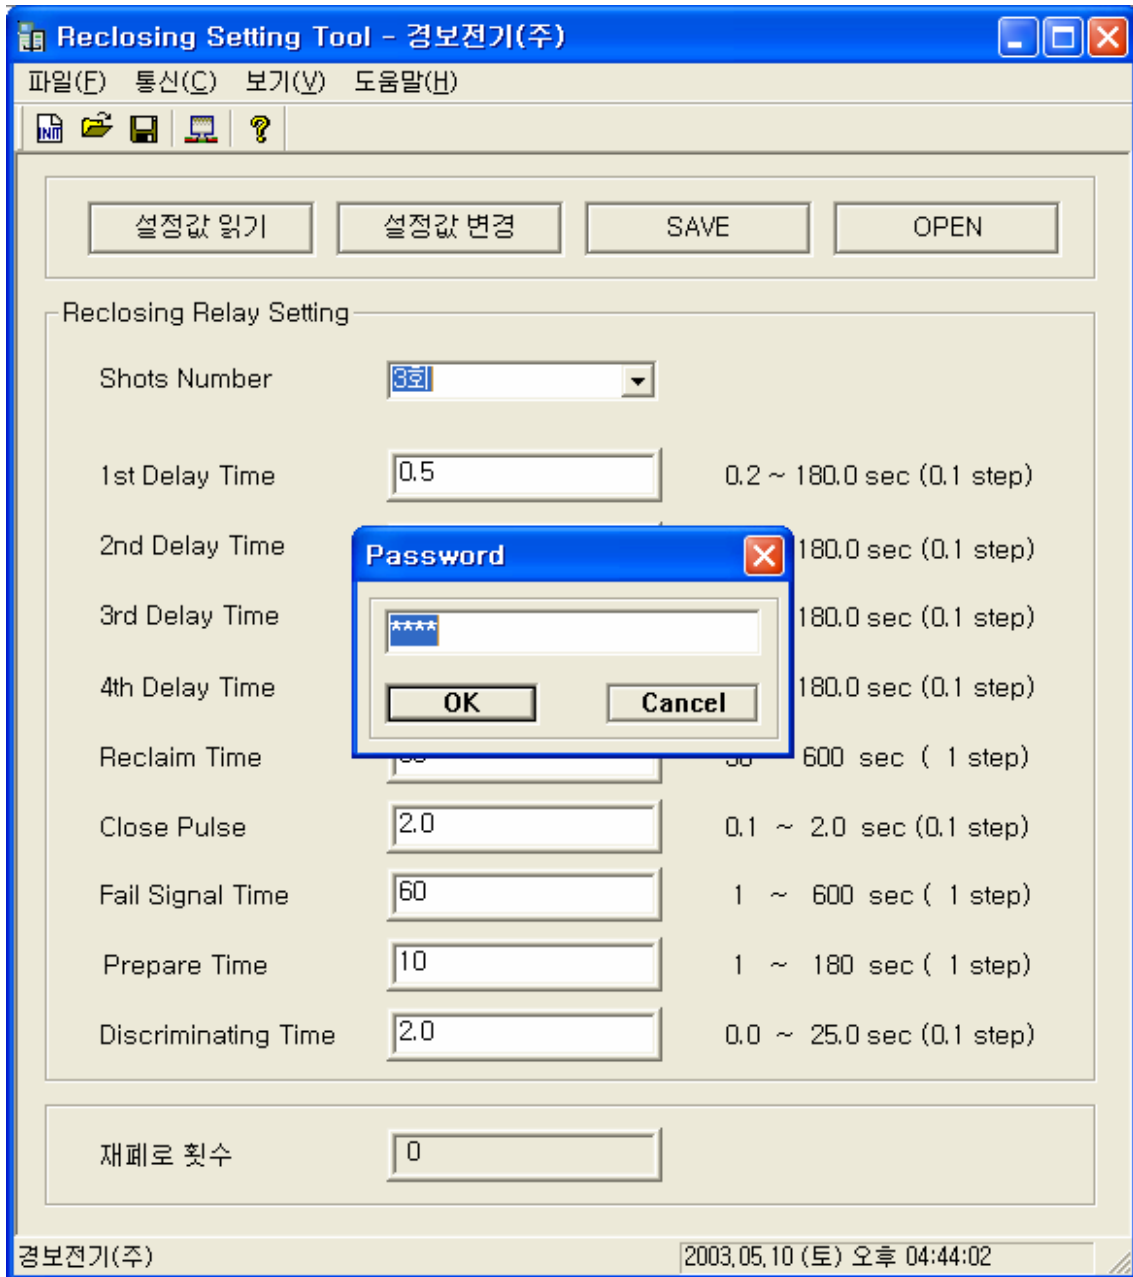 Reclosing Setting Tool - 경보전기(주)
파일(F) 통신(C) 보기(V) 도움말(H)
INIT
설정값 읽기 설정값 변경 SAVE OPEN
Reclosing Relay Setting
Shots Number 3회
1st Delay Time 0.5 0.2 ~ 180.0 sec (0.1 step)
2nd Delay Time 180.0 sec (0.1 step)
Password
3rd Delay Time **** 180.0 sec (0.1 step)
4th Delay Time OK Cancel 180.0 sec (0.1 step)
Reclaim Time 600 sec ( 1 step)
Close Pulse 2.0 0.1 ~ 2.0 sec (0.1 step)
Fail Signal Time 60 1 ~ 600 sec ( 1 step)
Prepare Time 10 1 ~ 180 sec ( 1 step)
Discriminating Time 2.0 0.0 ~ 25.0 sec (0.1 step)
재폐로 횟수 0
경보전기(주) 2003.05.10 (토) 오후 04:44:02